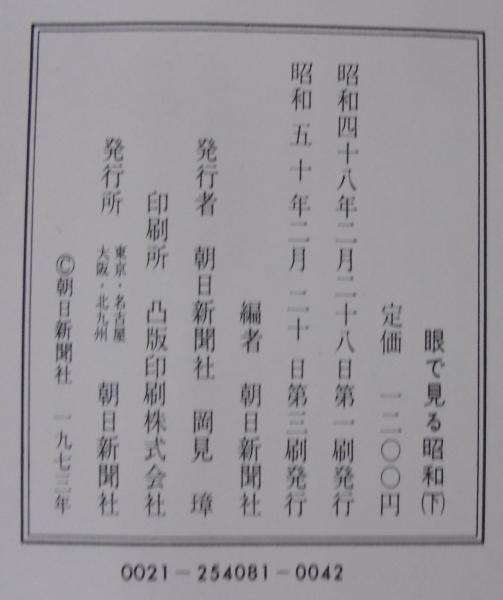 眼で見る昭和(下)
定価 一二〇〇円
昭和四十八年二月二十八日第一刷発行
昭和五十年二月二十日第三刷発行
編者 朝日新聞社
発行者 朝日新聞社 岡見 璋
印刷所 凸版印刷株式会社
発行所 東京・名古屋 大阪・北九州 朝日新聞社
©朝日新聞社 一九七三年
0021-254081-0042